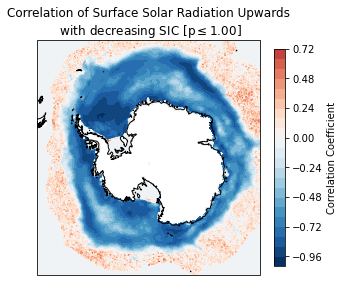 Correlation of Surface Solar Radiation Upwards
with decreasing SIC [p ≤ 1.00]
0.72
0.48
0.24
0.00
−0.24
−0.48
−0.72
−0.96
Correlation Coefficient